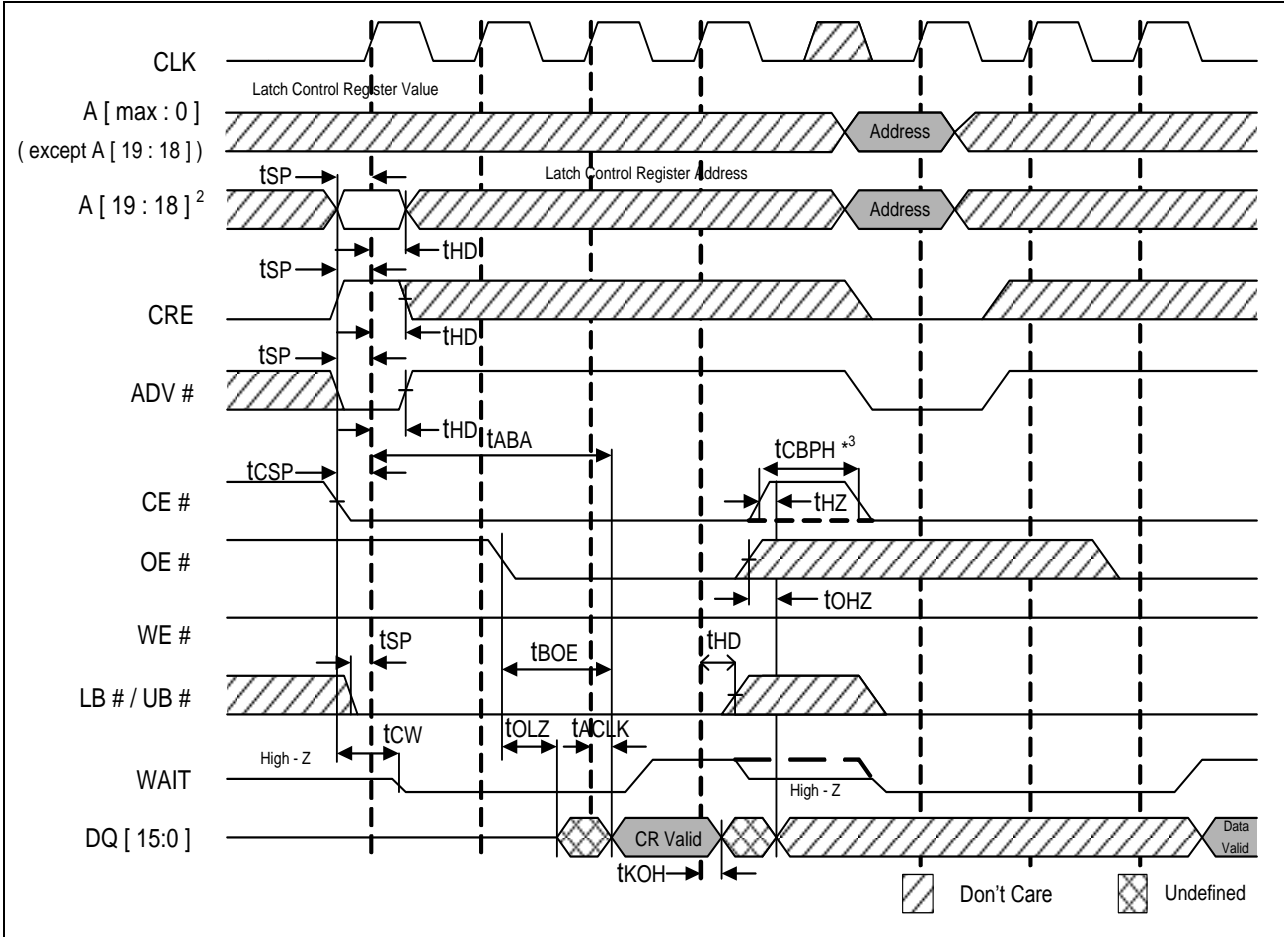 CLK
Latch Control Register Value
A [ max : 0 ]
( except A [ 19 : 18 ] )
Address
tSP
Latch Control Register Address
A [ 19 : 18 ] 2
Address
tHD
tSP
CRE
tHD
tSP
ADV #
tHD
tABA
tCBPH *3
tCSP
CE #
tHZ
OE #
tOHZ
WE #
tSP
tBOE
tHD
LB # / UB #
tCW
tOLZ
tACLK
High - Z
WAIT
High - Z
DQ [ 15:0 ]
CR Valid
Data
Valid
tKOH
Don't Care
Undefined